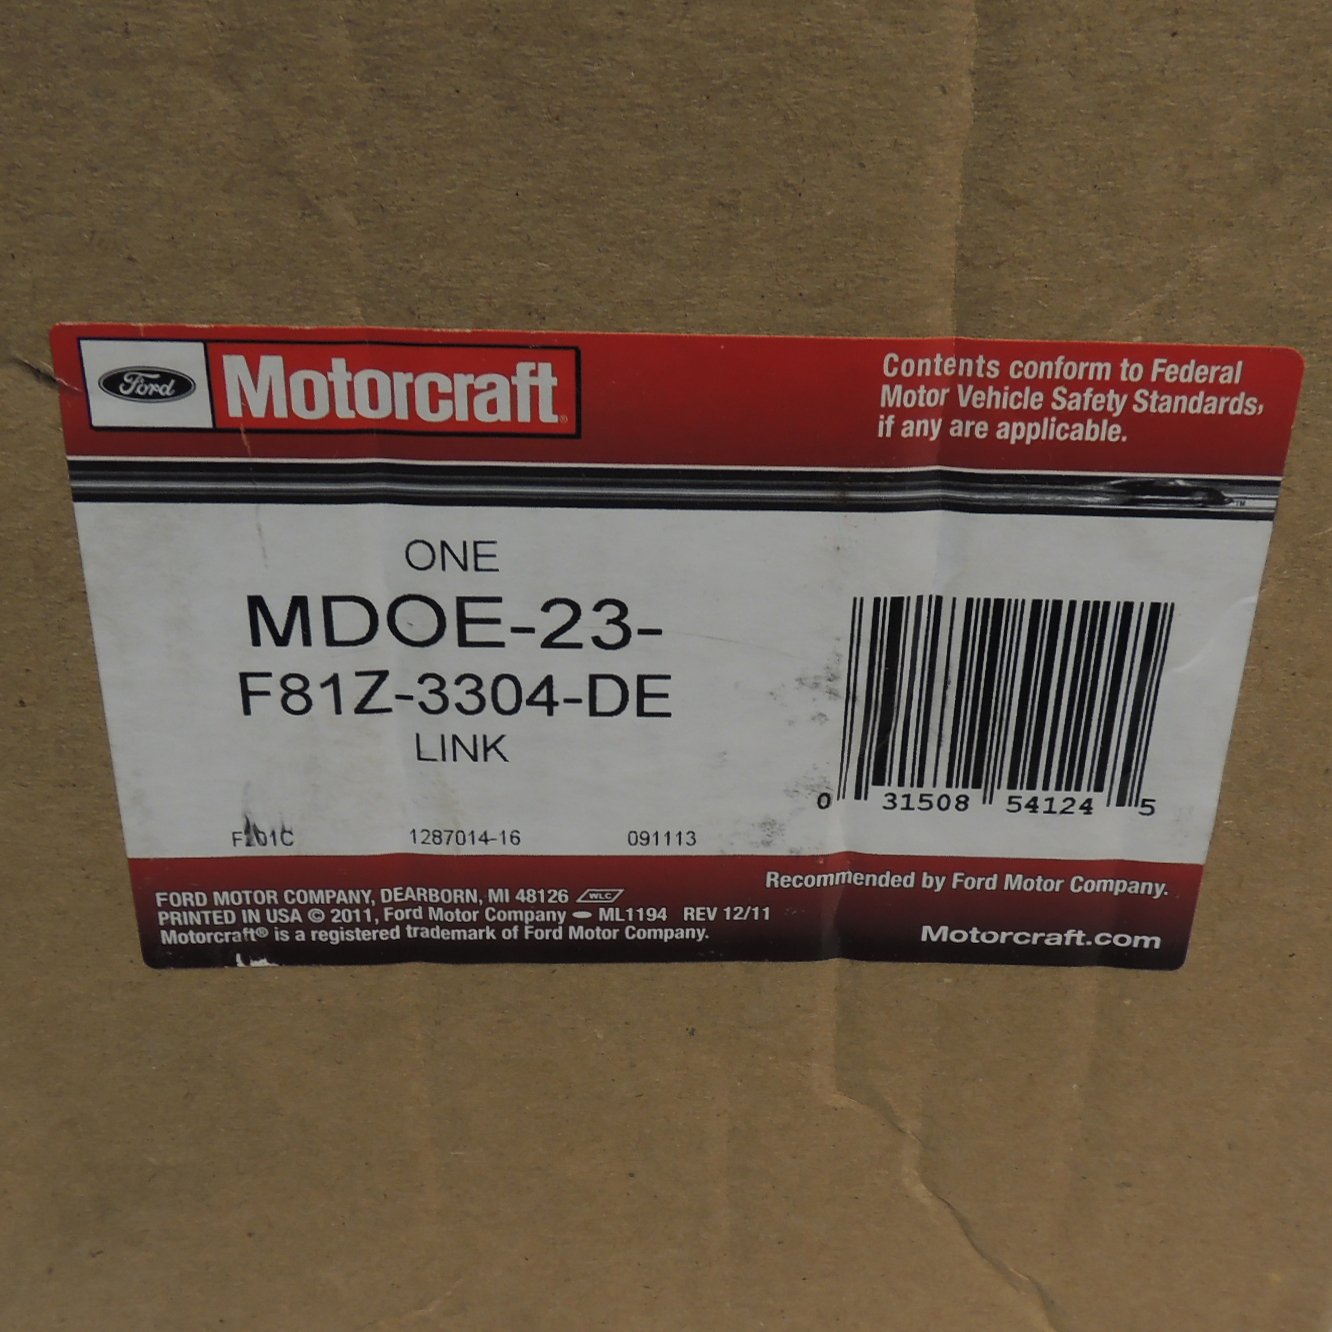 Ford Motorcraft®
Contents conform to Federal
Motor Vehicle Safety Standards,
if any are applicable.
TM
ONE
MDOE-23-
F81Z-3304-DE
LINK
0 31508 54124 5
1287014-16 091113
FORD MOTOR COMPANY, DEARBORN, MI 48126 WLC
PRINTED IN USA © 2011, Ford Motor Company ML1194 REV 12/11
Motorcraft® is a registered trademark of Ford Motor Company.
Recommended by Ford Motor Company.
Motorcraft.com